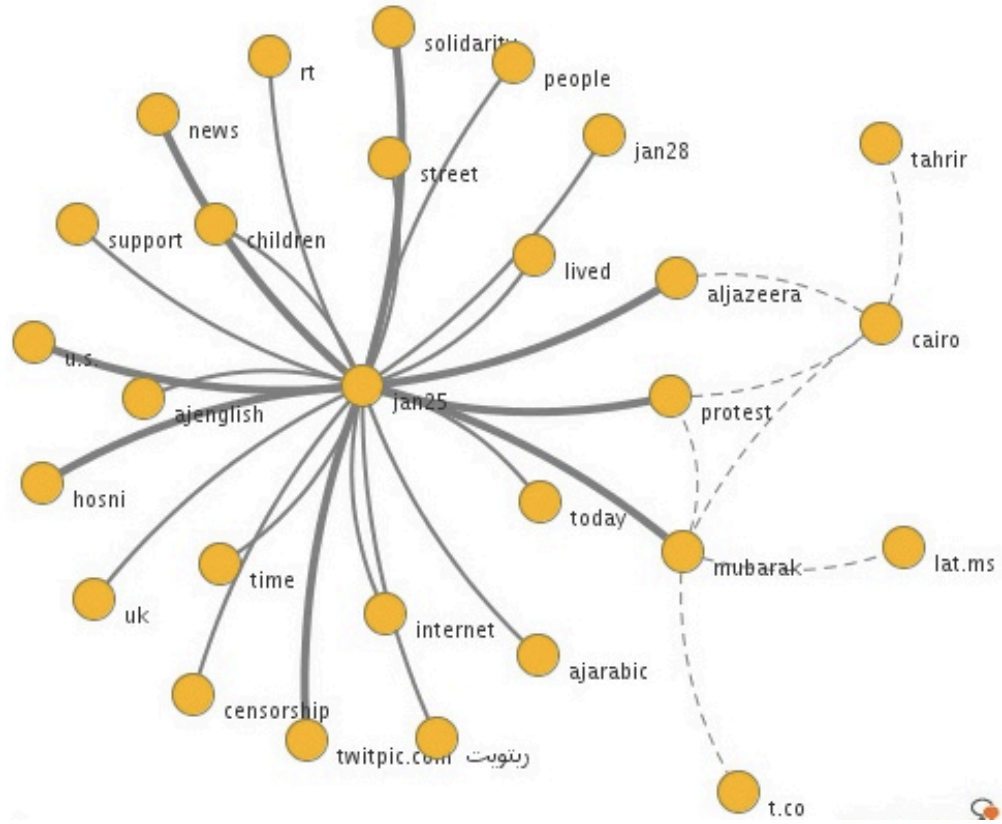 solidarity
rt
people
news
jan28
tahrir
street
support
children
lived
aljazeera
cairo
u.s.
jan25
ajenglish
protest
hosni
today
mubarak
lat.ms
time
uk
internet
ajarabic
censorship
twitpic.com
ريتويت
t.co